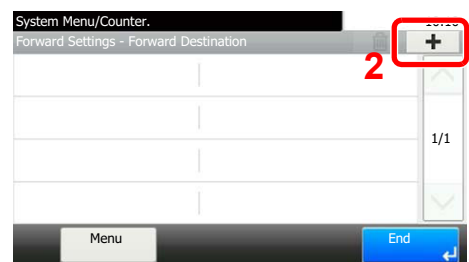 System Menu/Counter.
Forward Settings - Forward Destination
+
2
1/1
Menu
End